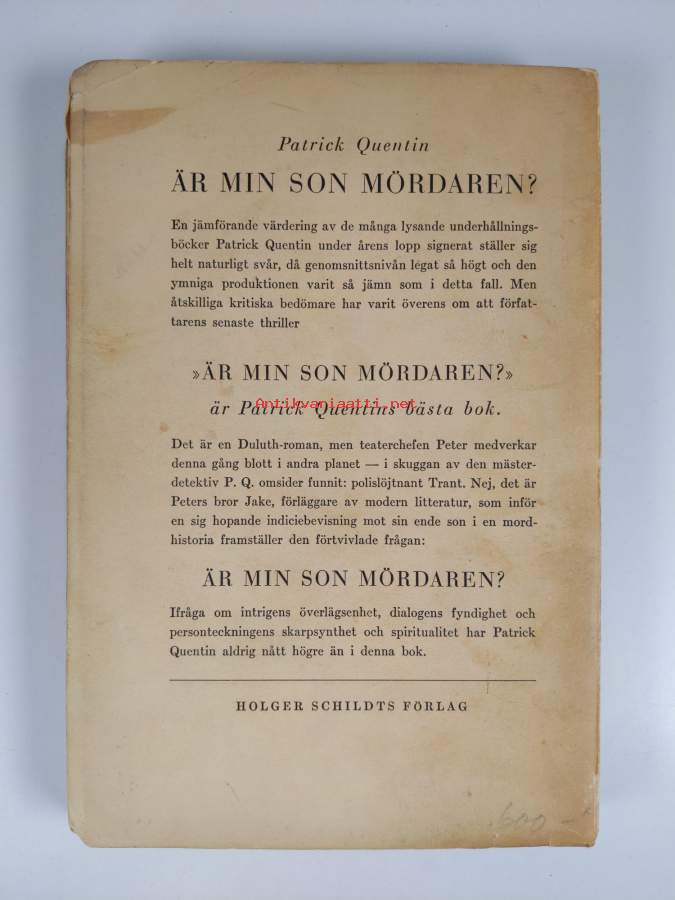 Patrick Quentin
ÄR MIN SON MÖRDAREN?
En jämförande värdering av de många lysande underhållnings-
böcker Patrick Quentin under årens lopp signerat ställer sig
helt naturligt svår, då genomsnittsnivån legat så högt och den
ymniga produktionen varit så jämn som i detta fall. Men
åtskilliga kritiska bedömare har varit överens om att förfat-
tarens senaste thriller
»ÄR MIN SON MÖRDAREN?»
Antikvariaatti.net
är Patrick Quentins bästa bok.
Det är en Duluth-roman, men teaterchefen Peter medverkar
denna gång blott i andra planet — i skuggan av den mäster-
detektiv P. Q. omsider funnit: polislöjtnant Trant. Nej, det är
Peters bror Jake, förläggare av modern litteratur, som inför
en sig hopande indiciebevisning mot sin ende son i en mord-
historia framställer den förtvivlade frågan:
ÄR MIN SON MÖRDAREN?
Ifråga om intrigens överlägsenhet, dialogens fyndighet och
personteckningens skarpsynthet och spiritualitet har Patrick
Quentin aldrig nått högre än i denna bok.
HOLGER SCHILDTS FÖRLAG
600 –